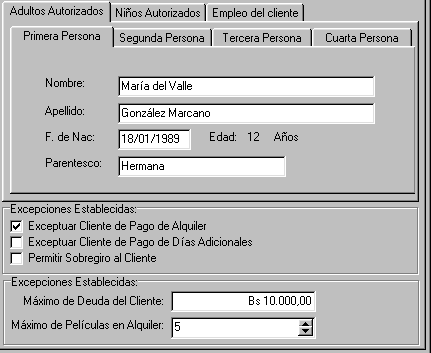 Adultos Autorizados Niños Autorizados Empleo del cliente
Primera Persona Segunda Persona Tercera Persona Cuarta Persona
Nombre: María del Valle
Apellido: González Marcano
F. de Nac: 18/01/1989 Edad: 12 Años
Parentesco: Hermana
Excepciones Establecidas:
Exceptuar Cliente de Pago de Alquiler
Exceptuar Cliente de Pago de Días Adicionales
Permitir Sobregiro al Cliente
Excepciones Establecidas:
Máximo de Deuda del Cliente: Bs 10.000,00
Máximo de Películas en Alquiler: 5